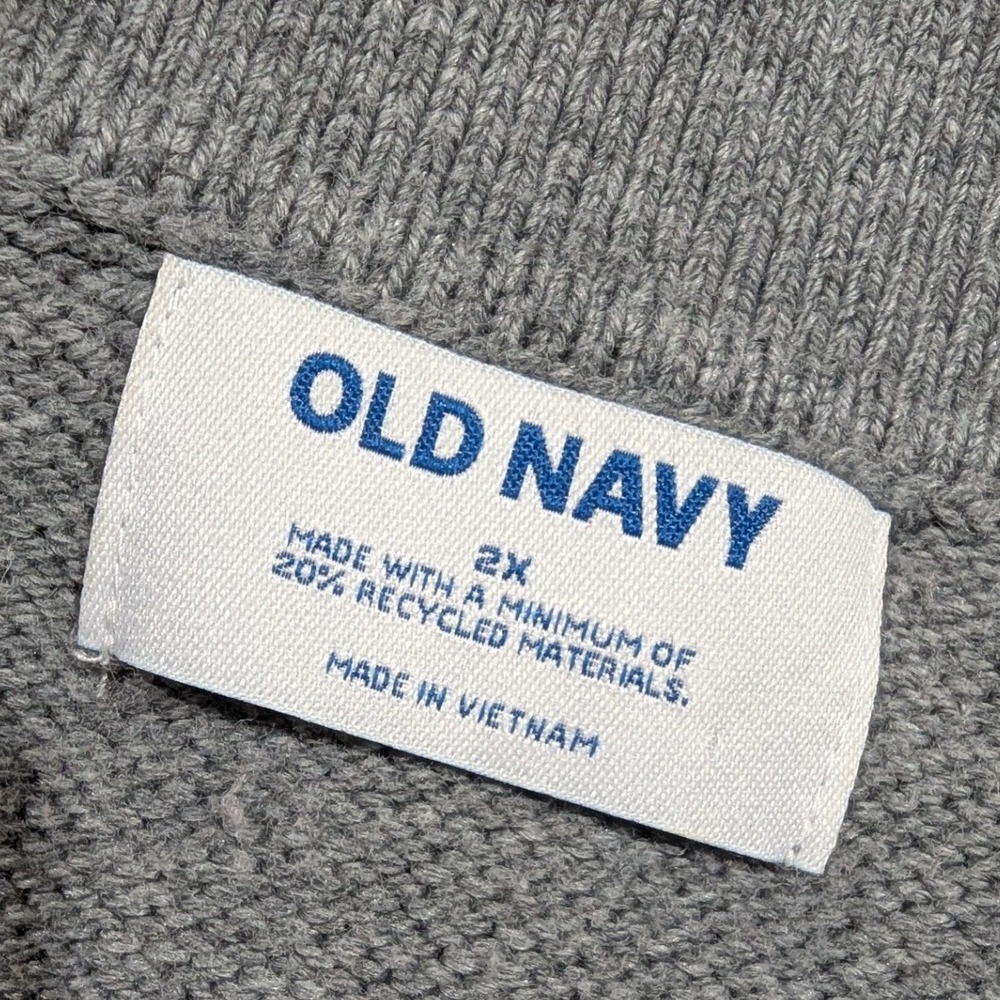 OLD NAVY
2X
MADE WITH A MINIMUM OF
20% RECYCLED MATERIALS.
MADE IN VIETNAM